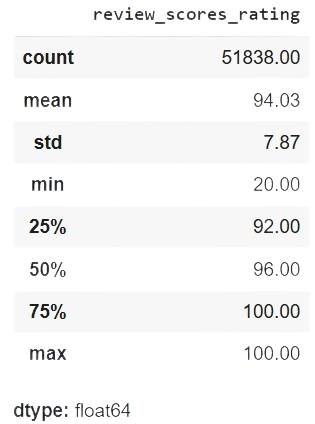 review_scores_rating
count 51838.00
mean 94.03
std 7.87
min 20.00
25% 92.00
50% 96.00
75% 100.00
max 100.00
dtype: float64